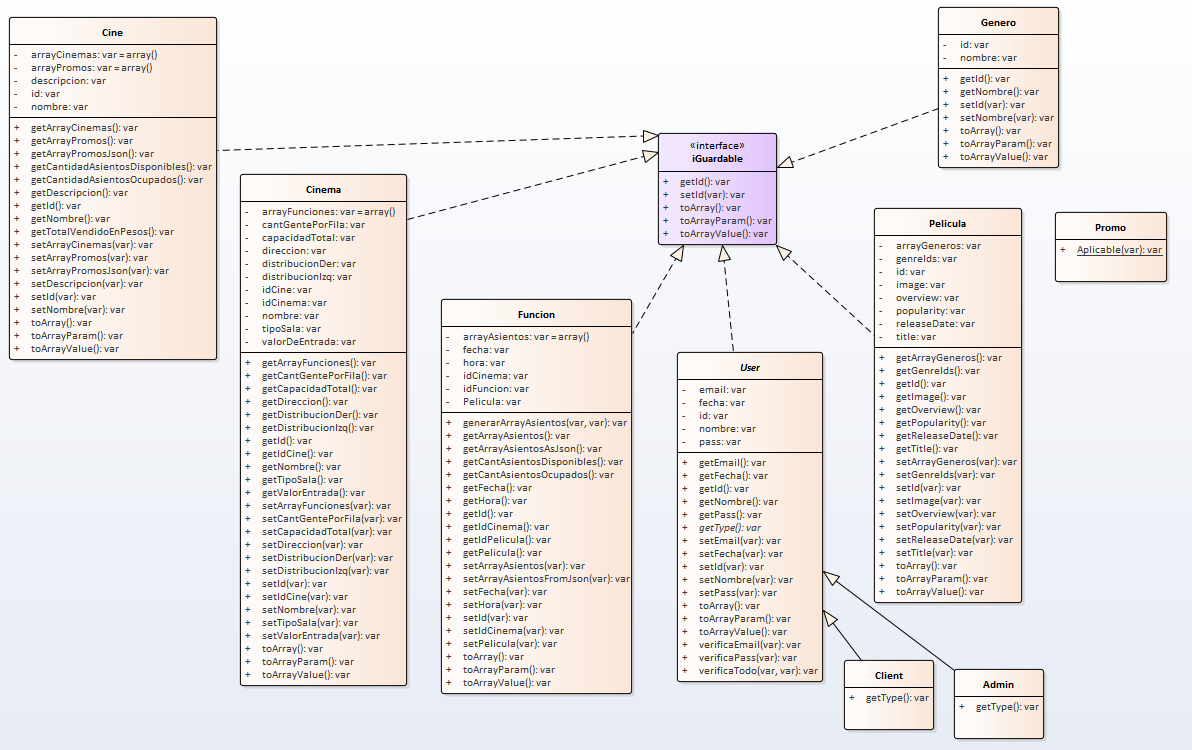 Cine
- arrayCinemas: var = array()
- arrayPromos: var = array()
- descripcion: var
- id: var
- nombre: var
+ getArrayCinemas(): var
+ getArrayPromos(): var
+ getArrayPromosJson(): var
+ getCantidadAsientosDisponibles(): var
+ getCantidadAsientosOcupados(): var
+ getDescripcion(): var
+ getId(): var
+ getNombre(): var
+ getTotalVendidoEnPesos(): var
+ setArrayCinemas(var): var
+ setArrayPromos(var): var
+ setArrayPromosJson(var): var
+ setDescripcion(var): var
+ setId(var): var
+ setNombre(var): var
+ toArray(): var
+ toArrayParam(): var
+ toArrayValue(): var
Cinema
- arrayFunciones: var = array()
- cantGentePorFila: var
- capacidadTotal: var
- direccion: var
- distribucionDer: var
- distribucionIzq: var
- idCine: var
- idCinema: var
- nombre: var
- tipoSala: var
- valorDeEntrada: var
+ getArrayFunciones(): var
+ getCantGentePorFila(): var
+ getCapacidadTotal(): var
+ getDireccion(): var
+ getDistribucionDer(): var
+ getDistribucionIzq(): var
+ getId(): var
+ getIdCine(): var
+ getNombre(): var
+ getTipoSala(): var
+ getValorEntrada(): var
+ setArrayFunciones(var): var
+ setCantGentePorFila(var): var
+ setCapacidadTotal(var): var
+ setDireccion(var): var
+ setDistribucionDer(var): var
+ setDistribucionIzq(var): var
+ setId(var): var
+ setIdCine(var): var
+ setNombre(var): var
+ setTipoSala(var): var
+ setValorEntrada(var): var
+ toArray(): var
+ toArrayParam(): var
+ toArrayValue(): var
Funcion
- arrayAsientos: var = array()
- fecha: var
- hora: var
- idCinema: var
- idFuncion: var
- Pelicula: var
+ generarArrayAsientos(var, var): var
+ getArrayAsientos(): var
+ getArrayAsientosAsJson(): var
+ getCantAsientosDisponibles(): var
+ getCantAsientosOcupados(): var
+ getFecha(): var
+ getHora(): var
+ getId(): var
+ getIdCinema(): var
+ getIdPelicula(): var
+ getPelicula(): var
+ setArrayAsientos(var): var
+ setArrayAsientosFromJson(var): var
+ setFecha(var): var
+ setHora(var): var
+ setId(var): var
+ setIdCinema(var): var
+ setPelicula(var): var
+ toArray(): var
+ toArrayParam(): var
+ toArrayValue(): var
«interface»
iGuardable
+ getId(): var
+ setId(var): var
+ toArray(): var
+ toArrayParam(): var
+ toArrayValue(): var
User
- email: var
- fecha: var
- id: var
- nombre: var
- pass: var
+ getEmail(): var
+ getFecha(): var
+ getId(): var
+ getNombre(): var
+ getPass(): var
+ getType(): var
+ setEmail(var): var
+ setFecha(var): var
+ setId(var): var
+ setNombre(var): var
+ setPass(var): var
+ toArray(): var
+ toArrayParam(): var
+ toArrayValue(): var
+ verificaEmail(var): var
+ verificaPass(var): var
+ verificaTodo(var, var): var
Genero
- id: var
- nombre: var
+ getId(): var
+ getNombre(): var
+ setId(var): var
+ setNombre(var): var
+ toArray(): var
+ toArrayParam(): var
+ toArrayValue(): var
Pelicula
- arrayGeneros: var
- genreIds: var
- id: var
- image: var
- overview: var
- popularity: var
- releaseDate: var
- title: var
+ getArrayGeneros(): var
+ getGenreIds(): var
+ getId(): var
+ getImage(): var
+ getOverview(): var
+ getPopularity(): var
+ getReleaseDate(): var
+ getTitle(): var
+ setArrayGeneros(var): var
+ setGenreIds(var): var
+ setId(var): var
+ setImage(var): var
+ setOverview(var): var
+ setPopularity(var): var
+ setReleaseDate(var): var
+ setTitle(var): var
+ toArray(): var
+ toArrayParam(): var
+ toArrayValue(): var
Promo
+ Aplicable(var): var
Client
+ getType(): var
Admin
+ getType(): var